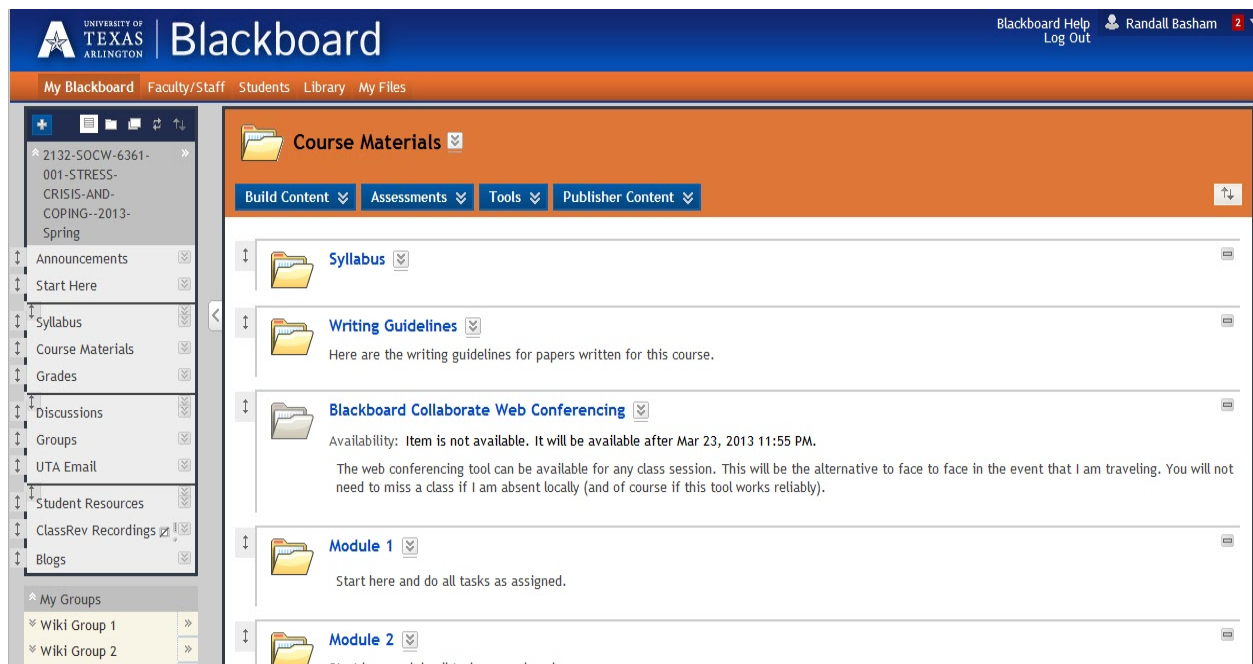 UNIVERSITY OF
TEXAS
ARLINGTON
Blackboard
Blackboard Help
Log Out
Randall Basham
2
My Blackboard Faculty/Staff Students Library My Files
2132-SOCW-6361-
001-STRESS-
CRISIS-AND-
COPING--2013-
Spring
Announcements
Start Here
Syllabus
Course Materials
Grades
Discussions
Groups
UTA Email
Student Resources
ClassRev Recordings
Blogs
My Groups
Wiki Group 1
Wiki Group 2
Course Materials
Build Content Assessments Tools Publisher Content
Syllabus
Writing Guidelines
Here are the writing guidelines for papers written for this course.
Blackboard Collaborate Web Conferencing
Availability: Item is not available. It will be available after Mar 23, 2013 11:55 PM.
The web conferencing tool can be available for any class session. This will be the alternative to face to face in the event that I am traveling. You will not
need to miss a class if I am absent locally (and of course if this tool works reliably).
Module 1
Start here and do all tasks as assigned.
Module 2